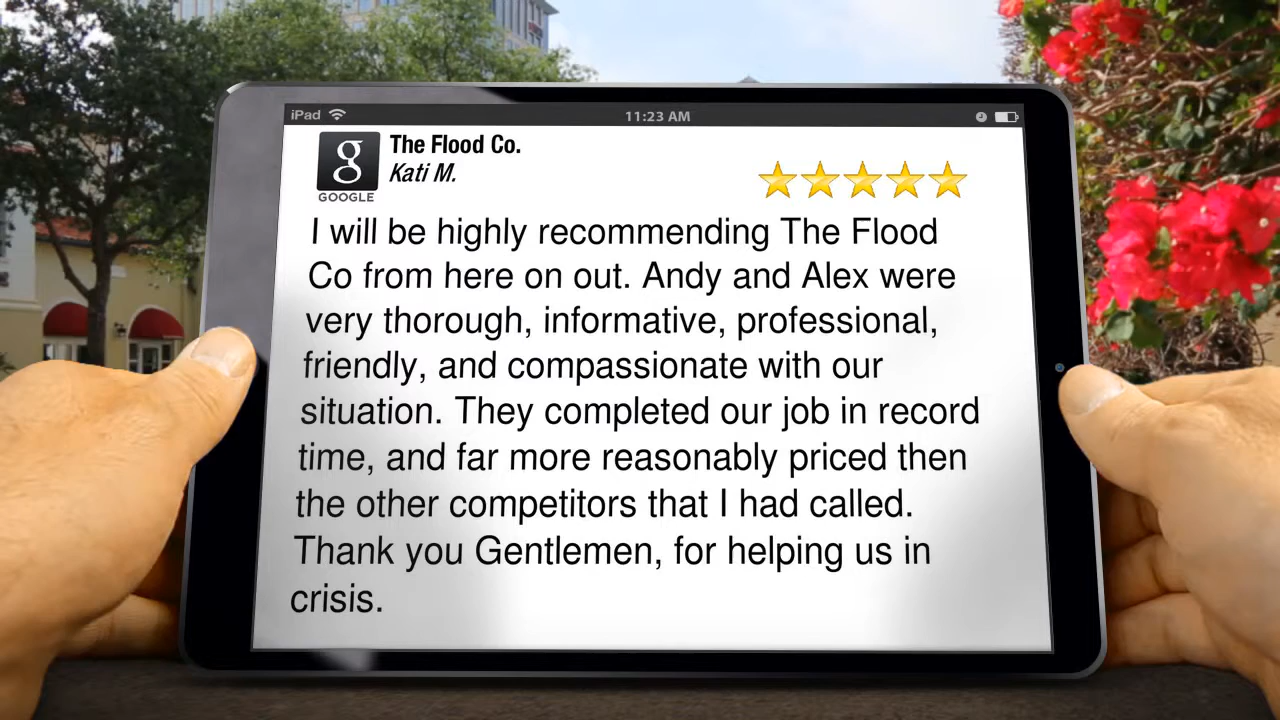 iPad
11:23 AM
g
GOOGLE
The Flood Co.
Kati M.
I will be highly recommending The Flood
Co from here on out. Andy and Alex were
very thorough, informative, professional,
friendly, and compassionate with our
situation. They completed our job in record
time, and far more reasonably priced then
the other competitors that I had called.
Thank you Gentlemen, for helping us in
crisis.